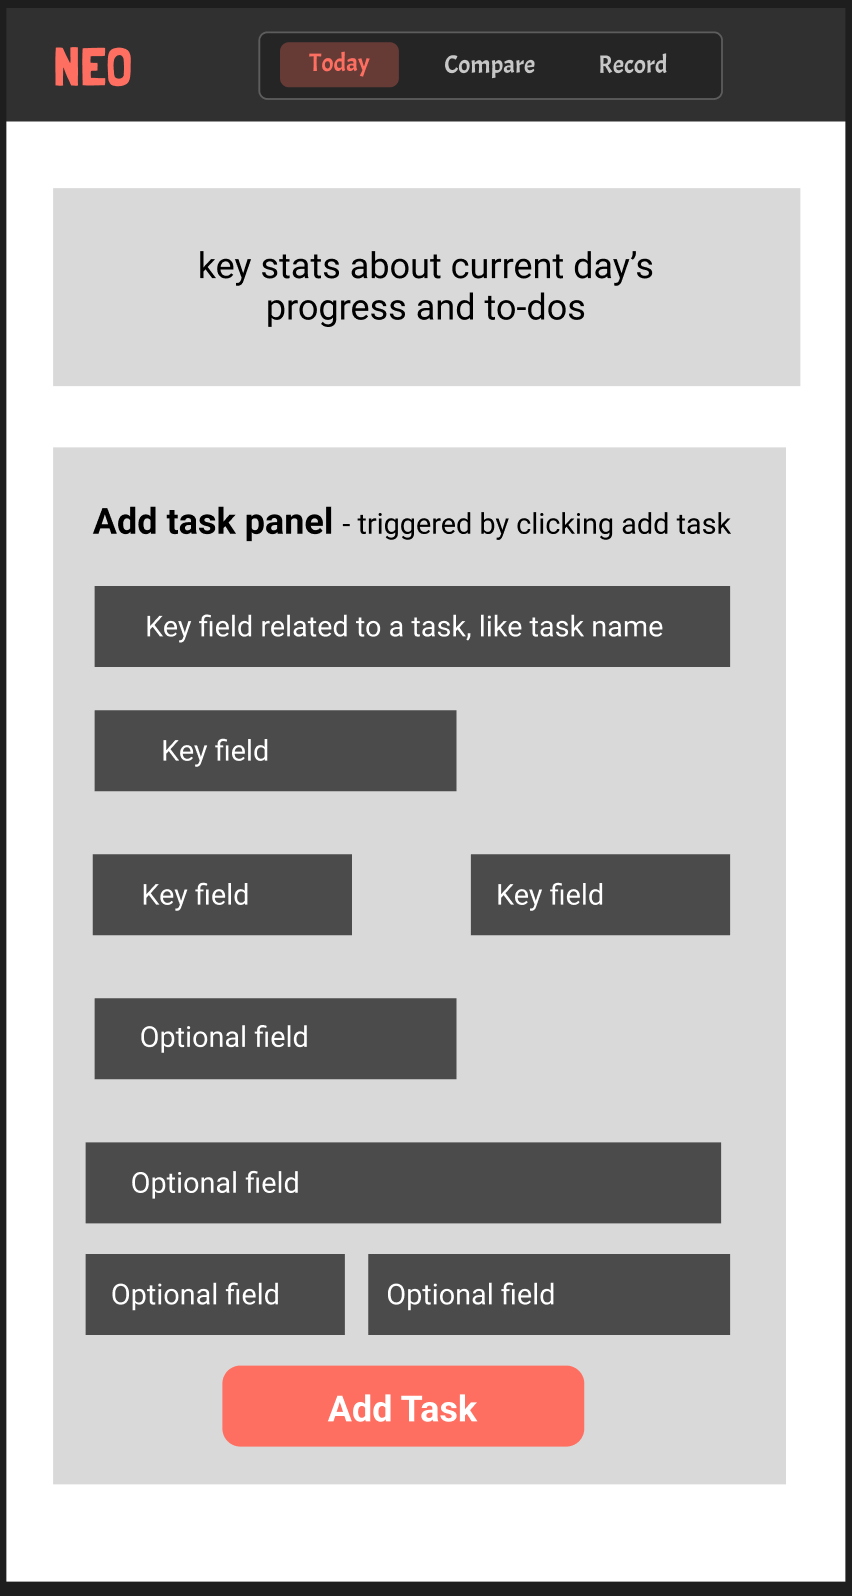 NEO
Today Compare Record
key stats about current day’s
progress and to-dos
Add task panel - triggered by clicking add task
Key field related to a task, like task name
Key field
Key field Key field
Optional field
Optional field
Optional field Optional field
Add Task